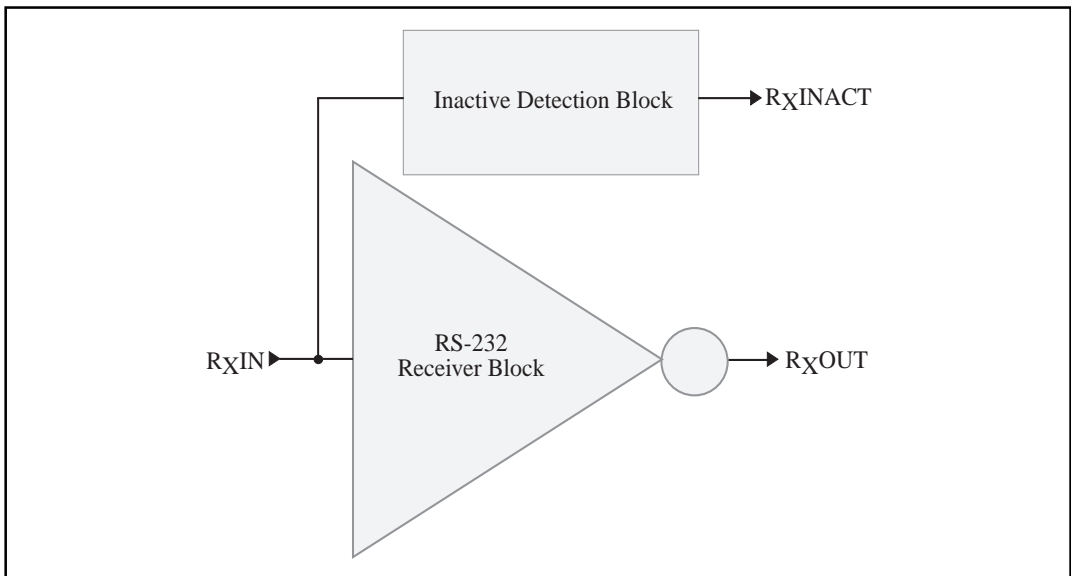 Inactive Detection Block
RXINACT
RS-232
Receiver Block
RXIN
RXOUT